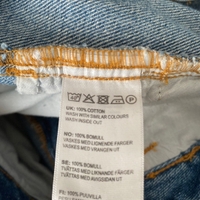 UK: 100% COTTON
WASH WITH SIMILAR COLOURS
WASH INSIDE OUT
NO: 100% BOMULL
VASKES MED LIGNENDE FARGER
VASKES MED VRANGEN UT
SE: 100% BOMULL
TVÄTTAS MED LIKNANDE FÄRGER
TVÄTTAS MED AVIGSIDAN UT
FI: 100% PUUVILLA